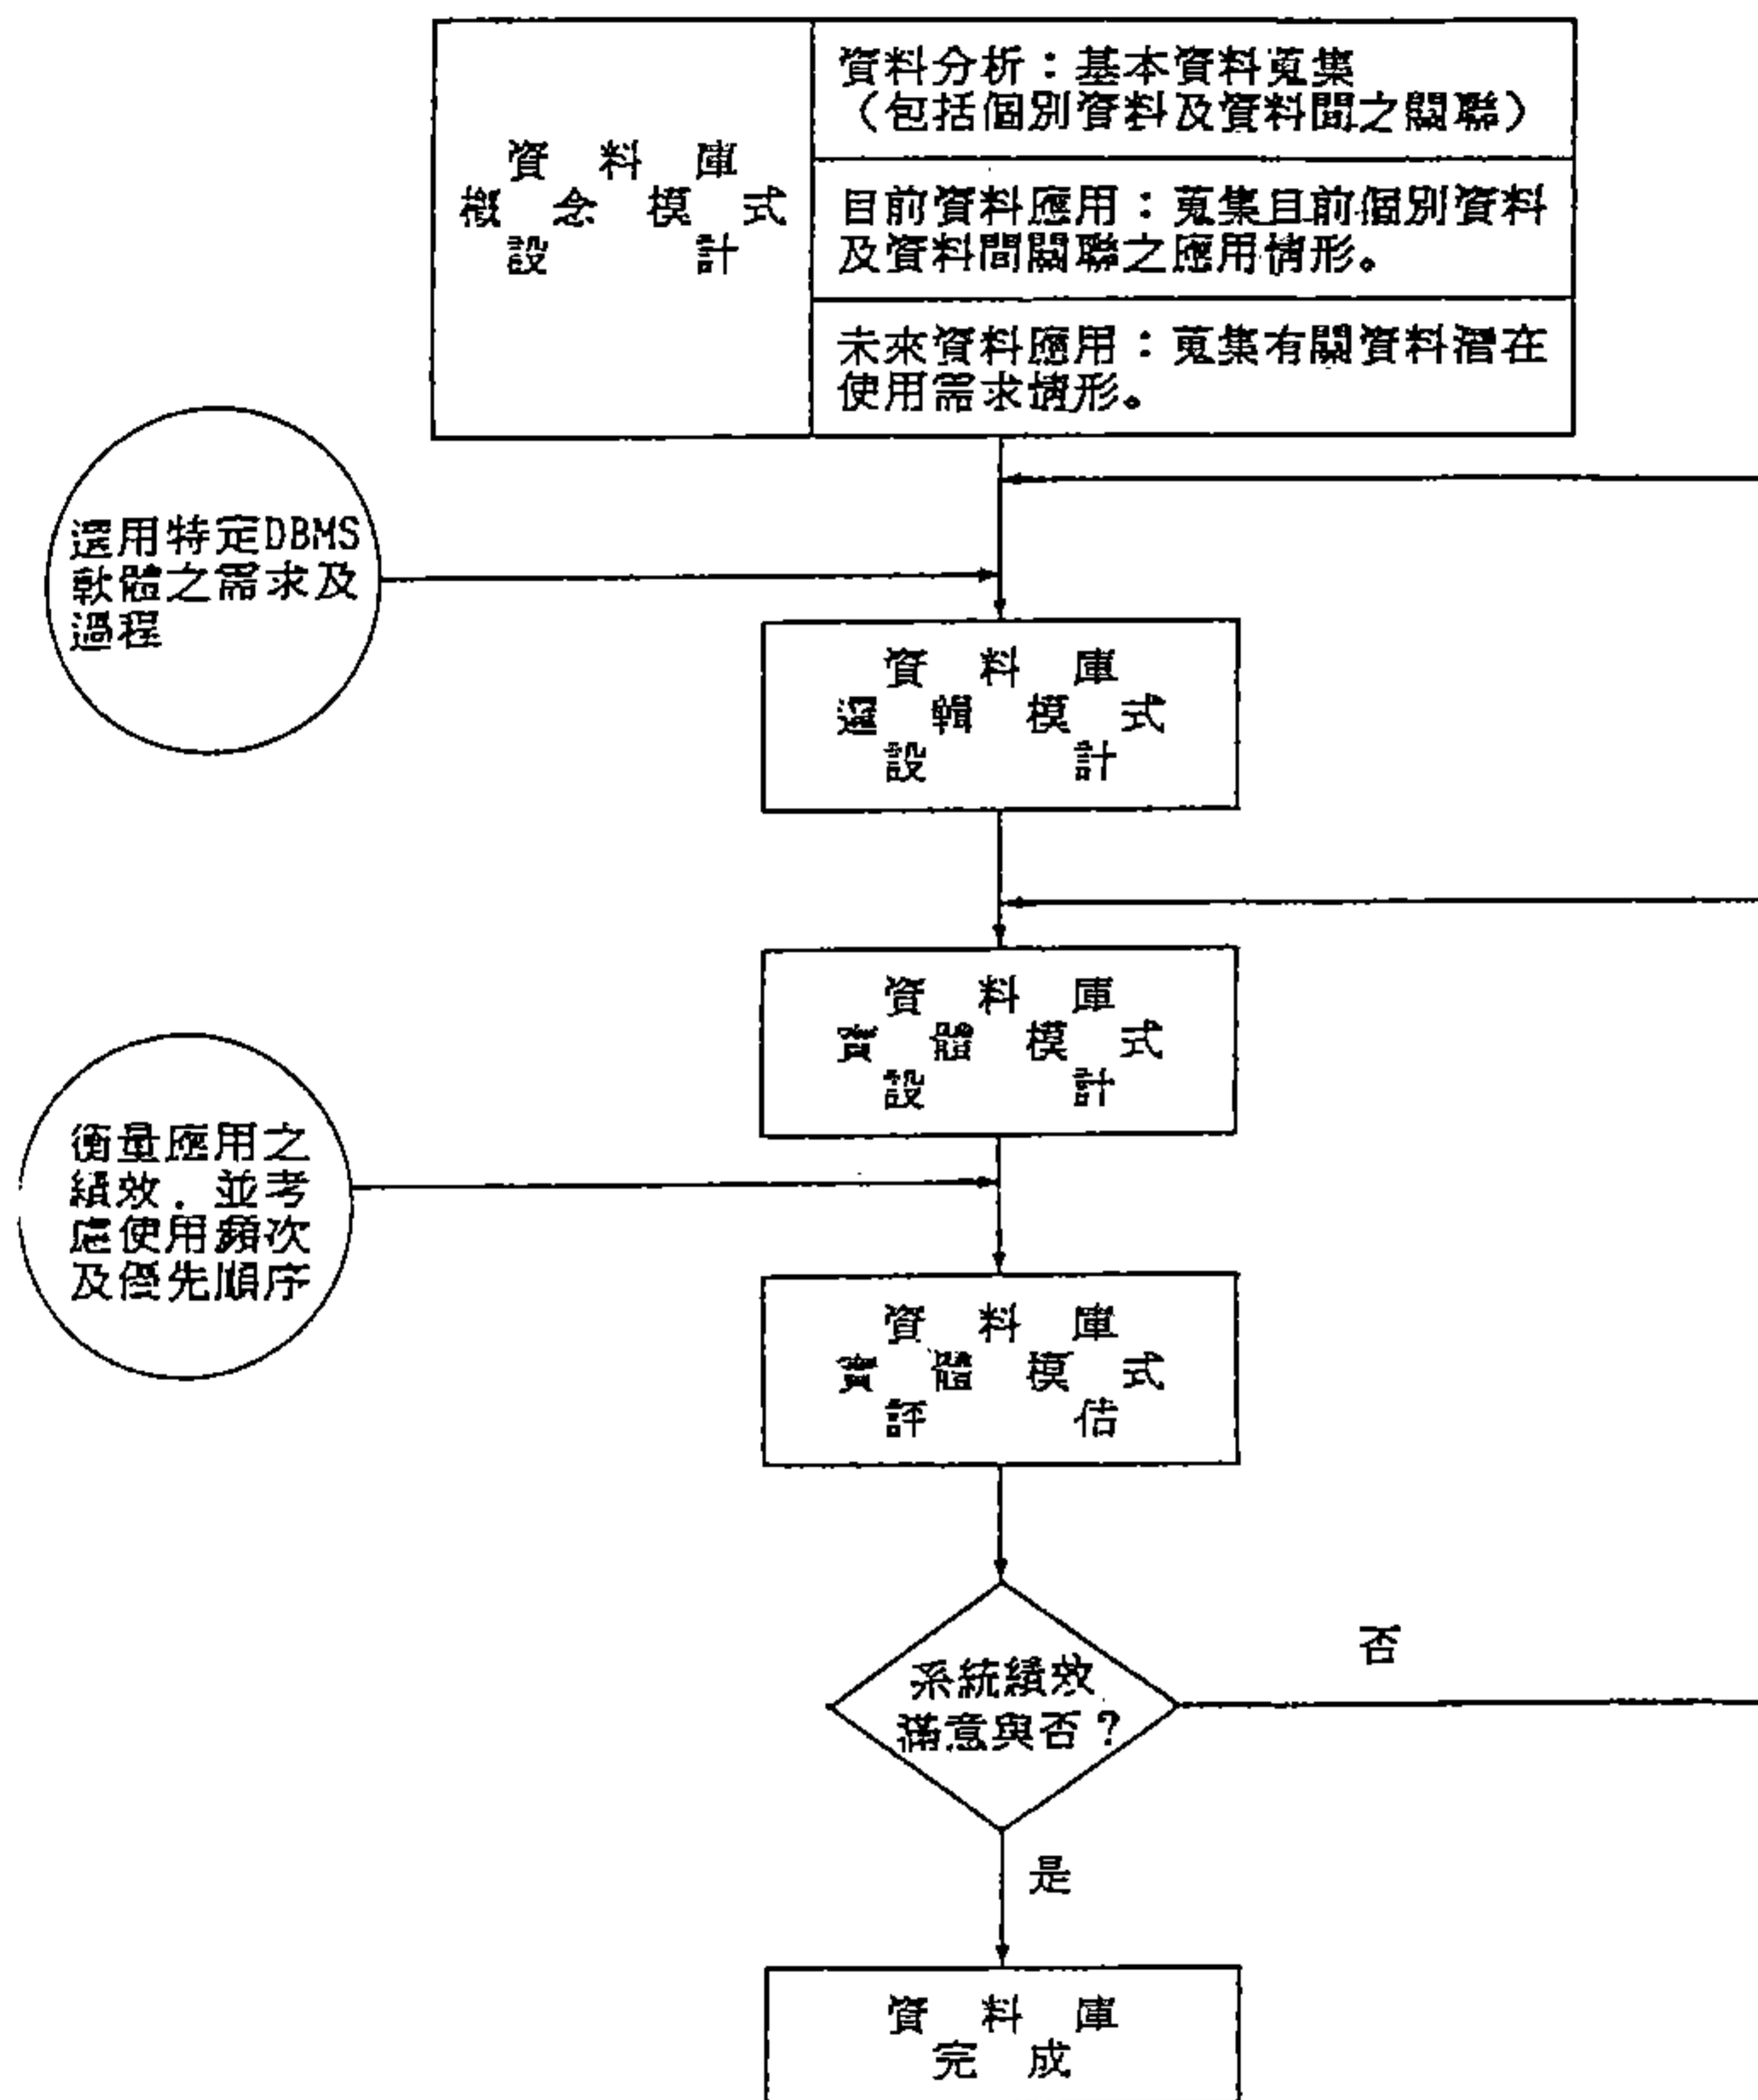 資料庫
概念模式
設計
資料分析：基本資料蒐集
（包括個別資料及資料間之關聯）
目前資料應用：蒐集目前個別資料
及資料間關聯之應用情形。
未來資料應用：蒐集有關資料潛在
使用需求情形。
選用特定DBMS
軟體之需求及
過程
資料庫
邏輯模式
設計
資料庫
實體模式
設計
衡量應用之
績效．並考
慮使用頻次
及優先順序
資料庫
實體模式
評估
系統績效
滿意與否？
否
是
資料庫
完成